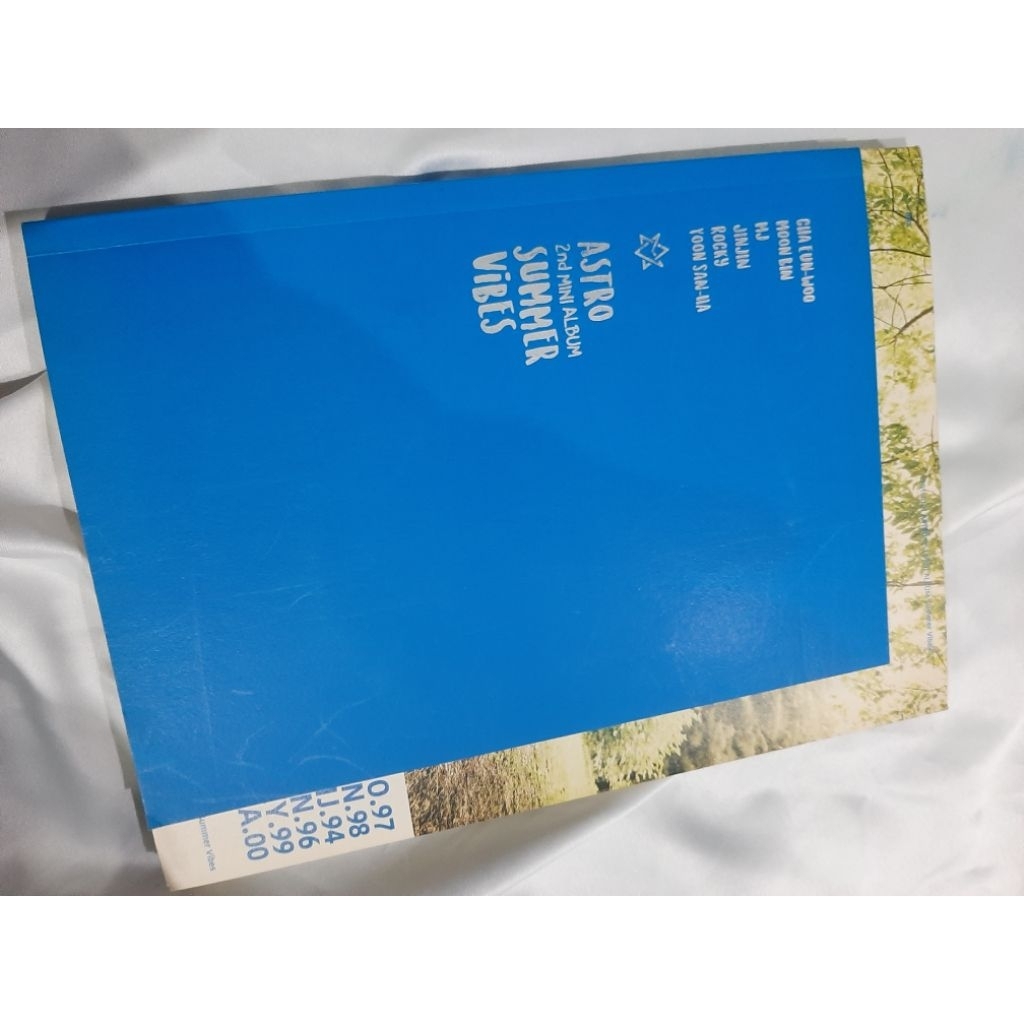 CHA EUN-WOO
MOON BIN
MJ
JINJIN
ROCKY
YOON SAN-HA
ASTRO
2nd MINI ALBUM
SUMMER
ViBES
O.97
N.98
MJ.94
N.96
Y.99
A.00
Summer Vibes